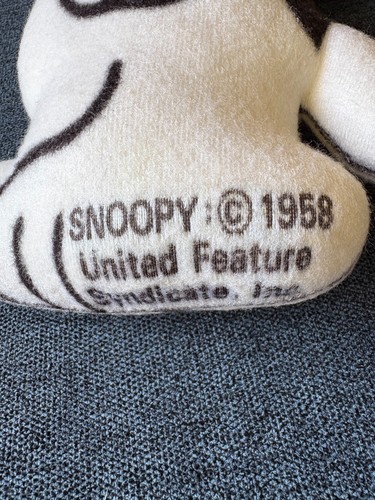 SNOOPY:© 1958
United Feature
Syndicate, Inc.